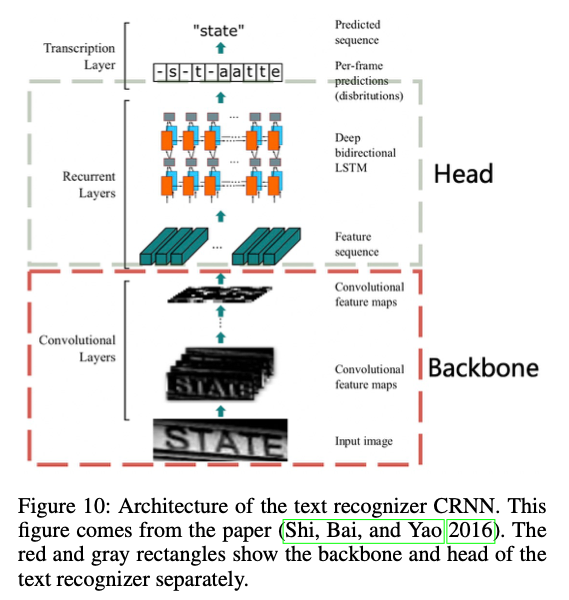 "state"
Predicted
sequence
Transcription
Layer
-s-t-aatte
Per-frame
predictions
(disbritutions)
Recurrent
Layers
Deep
bidirectional
LSTM
Head
Feature
sequence
Convolutional
feature maps
Convolutional
Layers
Convolutional
feature maps
STATE
Backbone
STATE
Input image
Figure 10: Architecture of the text recognizer CRNN. This
figure comes from the paper (Shi, Bai, and Yao 2016). The
red and gray rectangles show the backbone and head of the
text recognizer separately.